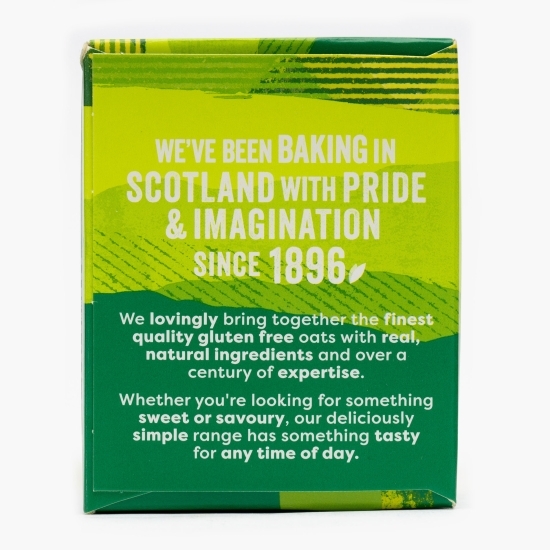 WE'VE BEEN BAKING IN
SCOTLAND WITH PRIDE
& IMAGINATION
SINCE 1896
We lovingly bring together the finest
quality gluten free oats with real,
natural ingredients and over a
century of expertise.
Whether you're looking for something
sweet or savoury, our deliciously
simple range has something tasty
for any time of day.